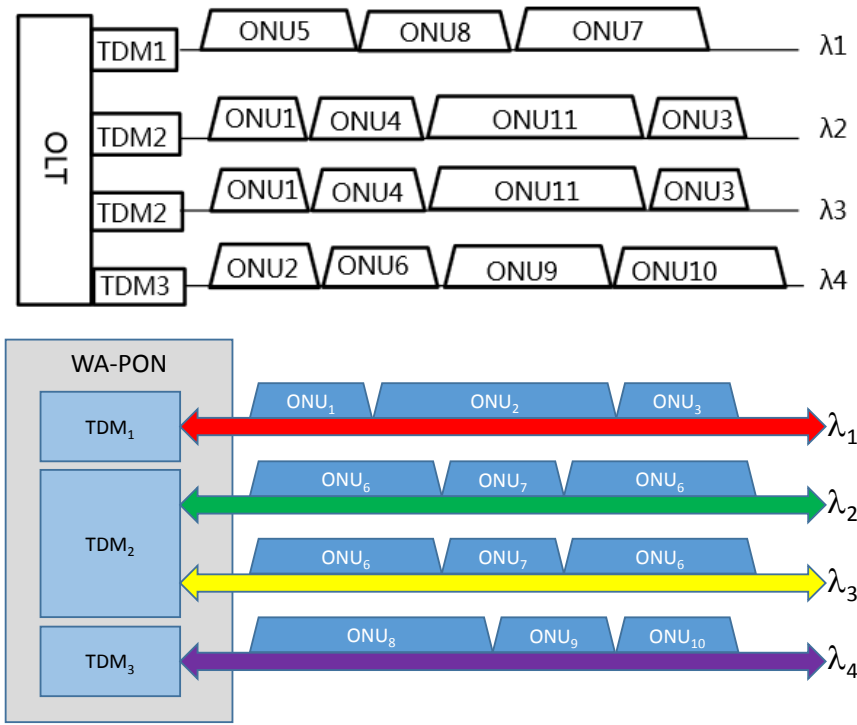 ONU5 ONU8 ONU7
TDM1 λ1
OLT
ONU1 ONU4 ONU11 ONU3
TDM2 λ2
ONU1 ONU4 ONU11 ONU3
TDM2 λ3
ONU2 ONU6 ONU9 ONU10
TDM3 λ4
WA-PON
ONU₁ ONU₂ ONU₃
TDM₁ λ₁
ONU₆ ONU₇ ONU₆
λ₂
TDM₂
ONU₆ ONU₇ ONU₆
λ₃
ONU₈ ONU₉ ONU₁₀
TDM₃ λ₄